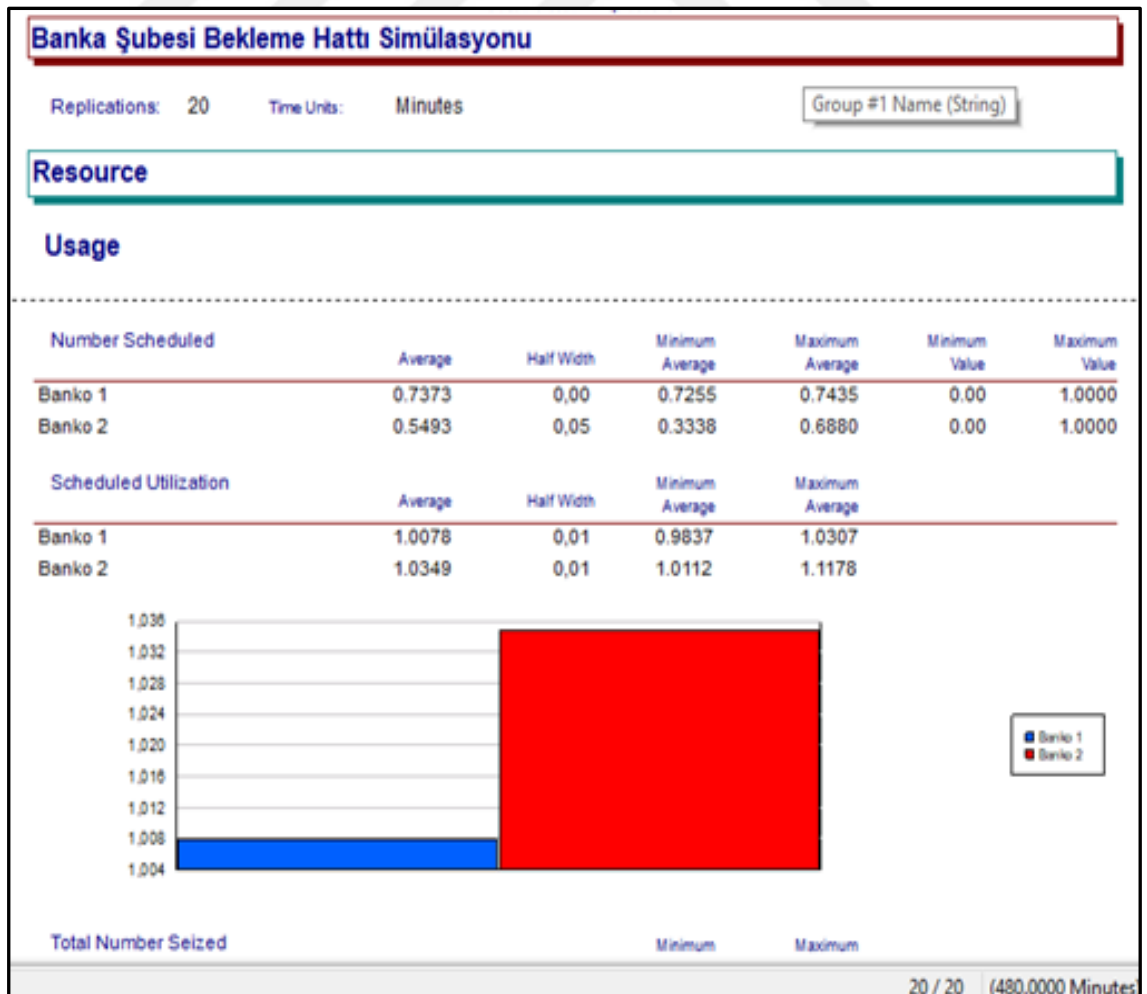 Banka Şubesi Bekleme Hattı Simülasyonu
Replications: 20 Time Units: Minutes
Group #1 Name (String)
Resource
Usage
Number Scheduled Average Half Width Minimum Average Maximum Average Minimum Value Maximum Value
Banko 1 0.7373 0,00 0.7255 0.7435 0.00 1.0000
Banko 2 0.5493 0,05 0.3338 0.6880 0.00 1.0000
Scheduled Utilization Average Half Width Minimum Average Maximum Average
Banko 1 1.0078 0,01 0.9837 1.0307
Banko 2 1.0349 0,01 1.0112 1.1178
1,036
1,032
1,028
1,024
1,020
1,016
1,012
1,008
1,004
Banko 1
Banko 2
Total Number Seized Minimum Maximum
20 / 20 (480.0000 Minutes)